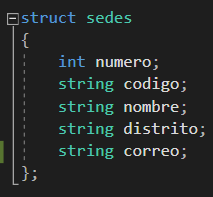 struct sedes
{
int numero;
string codigo;
string nombre;
string distrito;
string correo;
};